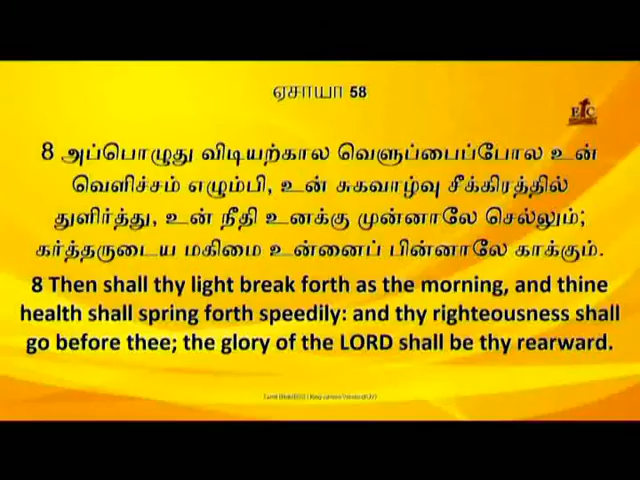 ஏசாயா 58
ETC
8 அப்பொழுது விடியற்கால வெளுப்பைப்போல உன்
வெளிச்சம் எழும்பி, உன் சுகவாழ்வு சீக்கிரத்தில்
துளிர்த்து, உன் நீதி உனக்கு முன்னாலே செல்லும்;
கர்த்தருடைய மகிமை உன்னைப் பின்னாலே காக்கும்.
8 Then shall thy light break forth as the morning, and thine
health shall spring forth speedily: and thy righteousness shall
go before thee; the glory of the LORD shall be thy rearward.